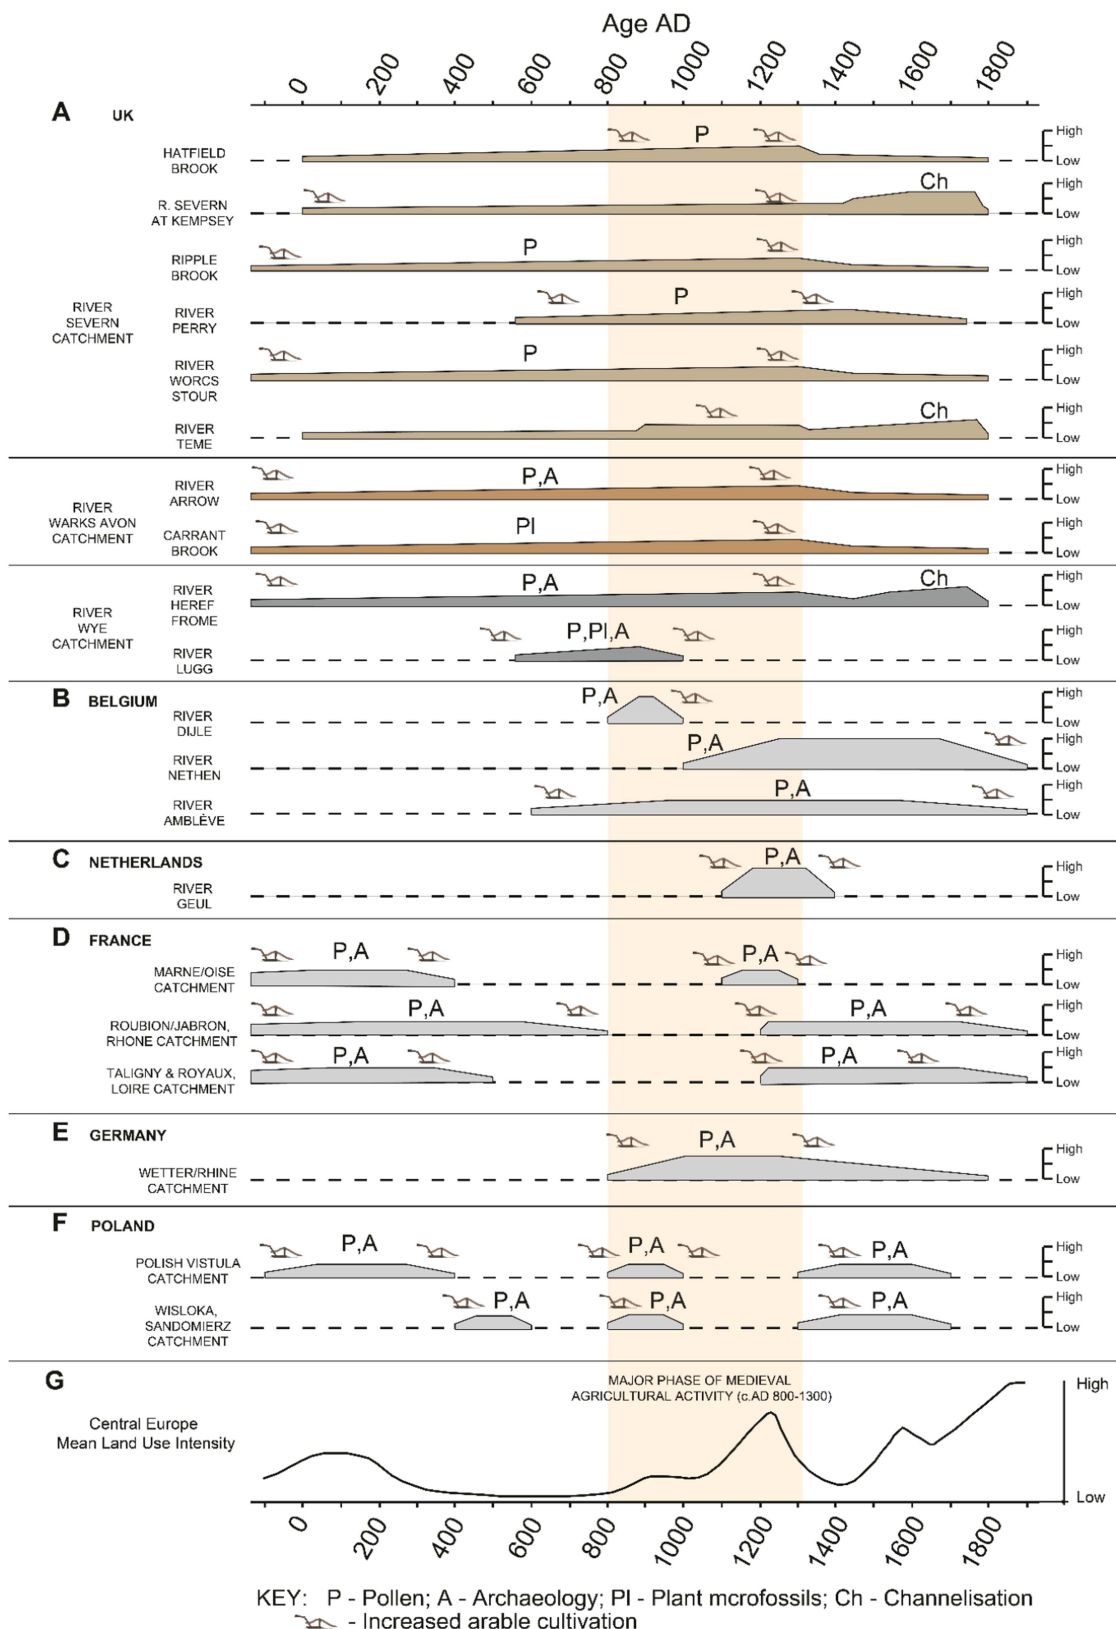 Age AD
0 200 400 600 800 1000 1200 1400 1600 1800
A UK
HATFIELD
BROOK
P
High
Low
R. SEVERN
AT KEMPSEY
Ch
High
Low
RIPPLE
BROOK
P
High
Low
RIVER
SEVERN
CATCHMENT
RIVER
PERRY
P
High
Low
RIVER
WORCS
STOUR
P
High
Low
RIVER
TEME
Ch
High
Low
RIVER
WARKS AVON
CATCHMENT
RIVER
ARROW
P,A
High
Low
CARRANT
BROOK
Pl
High
Low
RIVER
WYE
CATCHMENT
RIVER
HEREF
FROME
P,A
Ch
High
Low
RIVER
LUGG
P,Pl,A
High
Low
B BELGIUM
RIVER
DIJLE
P,A
High
Low
RIVER
NETHEN
P,A
High
Low
RIVER
AMBLÈVE
P,A
High
Low
C NETHERLANDS
RIVER
GEUL
P,A
High
Low
D FRANCE
MARNE/OISE
CATCHMENT
P,A P,A
High
Low
ROUBION/JABRON,
RHONE CATCHMENT
P,A P,A
High
Low
TALIGNY & ROYAUX,
LOIRE CATCHMENT
P,A P,A
High
Low
E GERMANY
WETTER/RHINE
CATCHMENT
P,A
High
Low
F POLAND
POLISH VISTULA
CATCHMENT
P,A P,A P,A
High
Low
WISLOKA,
SANDOMIERZ
CATCHMENT
P,A P,A P,A
High
Low
G
MAJOR PHASE OF MEDIEVAL
AGRICULTURAL ACTIVITY (c.AD 800-1300)
Central Europe
Mean Land Use Intensity
High
Low
0 200 400 600 800 1000 1200 1400 1600 1800
KEY: P - Pollen; A - Archaeology; Pl - Plant mcrofossils; Ch - Channelisation
- Increased arable cultivation